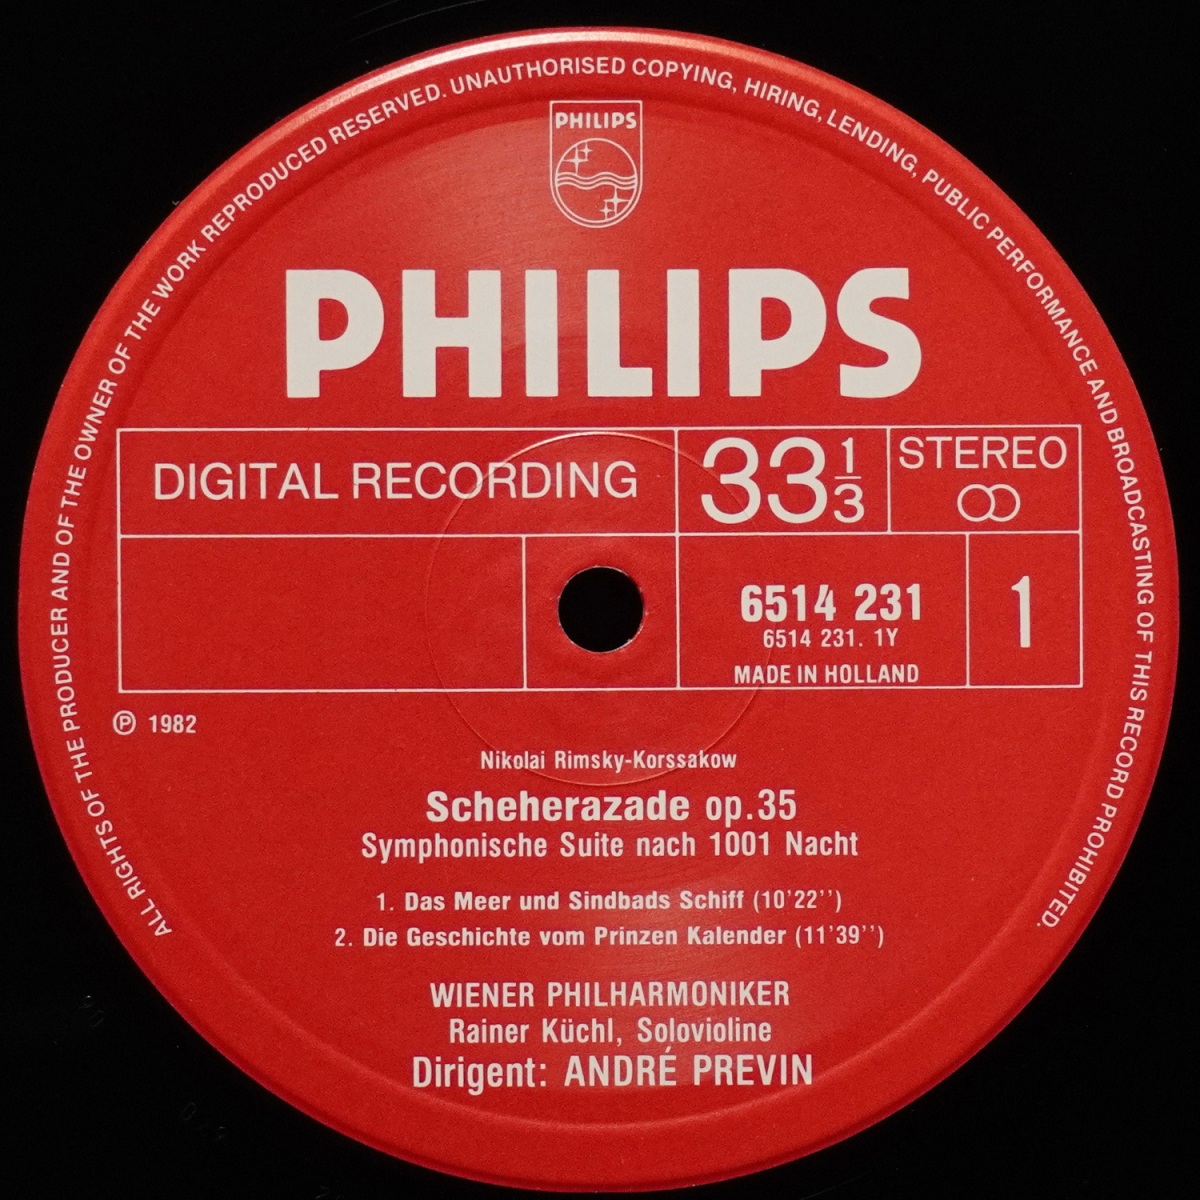 ALL RIGHTS OF THE PRODUCER AND OF THE OWNER OF THE WORK REPRODUCED RESERVED. UNAUTHORISED COPYING, HIRING, LENDING, PUBLIC PERFORMANCE AND BROADCASTING OF THIS RECORD PROHIBITED.
PHILIPS
PHILIPS
DIGITAL RECORDING
33 1/3
STEREO
6514 231
6514 231. 1Y
MADE IN HOLLAND
1
℗ 1982
Nikolai Rimsky-Korssakow
Scheherazade op.35
Symphonische Suite nach 1001 Nacht
1. Das Meer und Sindbads Schiff (10'22'')
2. Die Geschichte vom Prinzen Kalender (11'39'')
WIENER PHILHARMONIKER
Rainer Küchl, Solovioline
Dirigent: ANDRÉ PREVIN